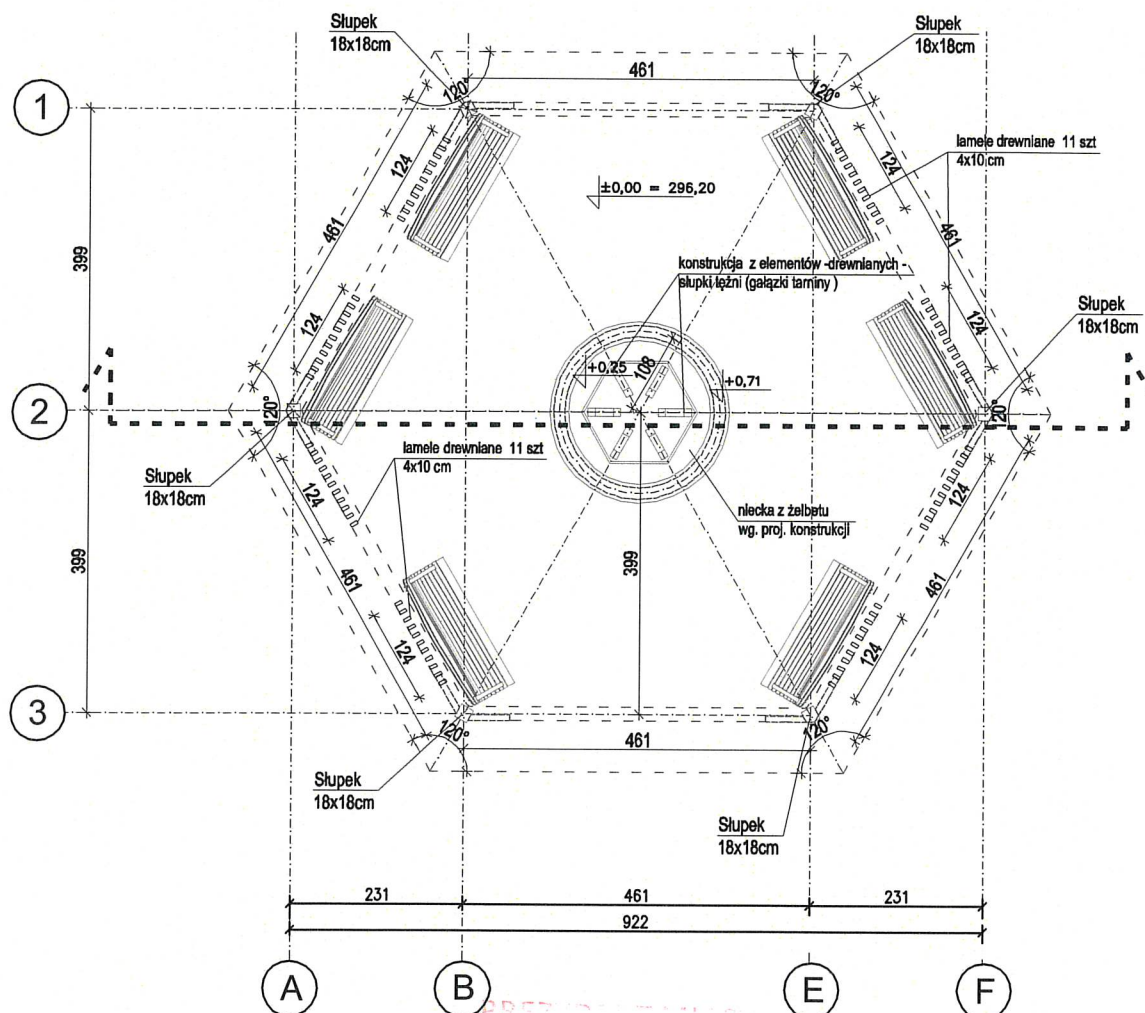 Słupek
18x18cm
Słupek
18x18cm
461
120°
120°
1
lamele drewniane 11 szt
4x10 cm
124
124
±0,00 = 296,20
461
461
399
konstrukcja z elementów -drewnianych -
słupki tężni (gałązki tarniny )
Słupek
18x18cm
124
124
108
+0,25
+0,71
2
20°
20°
lamele drewniane 11 szt
4x10 cm
Słupek
18x18cm
124
124
niecka z żelbetu
wg. proj. konstrukcji
399
399
461
461
124
124
3
120°
461
120°
Słupek
18x18cm
Słupek
18x18cm
231
461
231
922
A
B
E
F